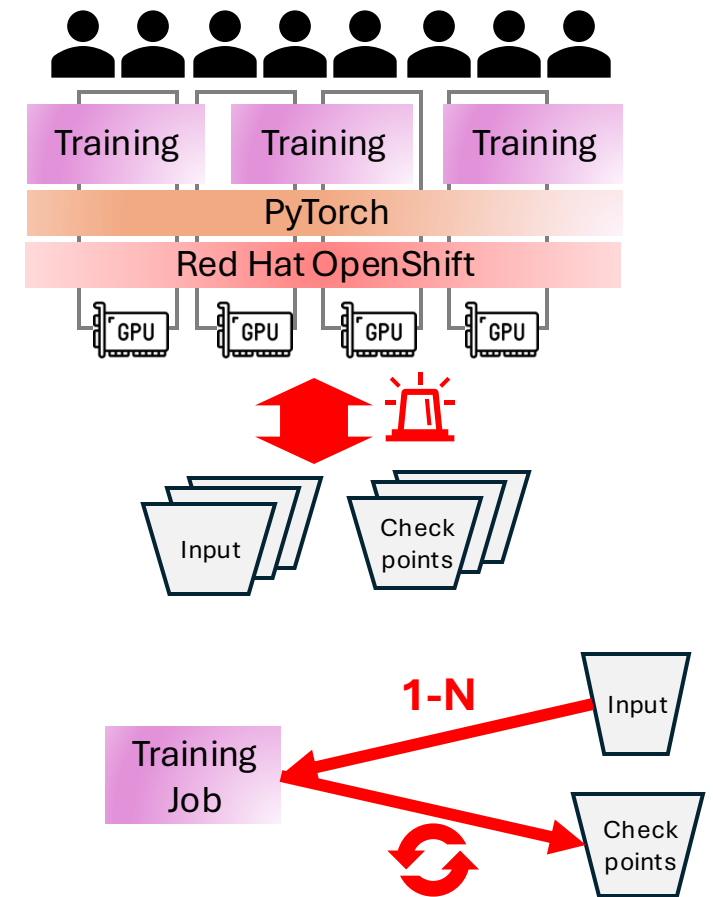 Training
Training
Training
PyTorch
Red Hat OpenShift
GPU
GPU
GPU
GPU
Input
Check
points
1-N
Input
Training
Job
Check
points